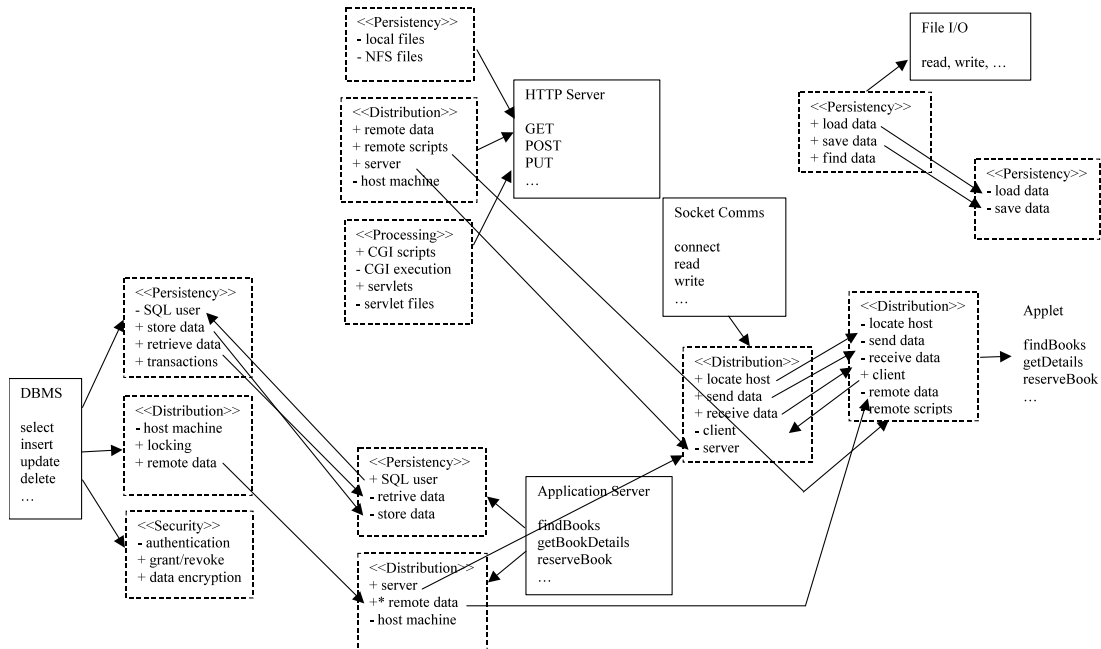 <<Persistency>>
- local files
- NFS files
<<Distribution>>
+ remote data
+ remote scripts
+ server
- host machine
<<Processing>>
+ CGI scripts
- CGI execution
+ servlets
- servlet files
HTTP Server
GET
POST
PUT
…
File I/O
read, write, …
<<Persistency>>
+ load data
+ save data
+ find data
<<Persistency>>
- load data
- save data
Socket Comms
connect
read
write
…
<<Persistency>>
- SQL user
+ store data
+ retrieve data
+ transactions
DBMS
select
insert
update
delete
…
<<Distribution>>
- host machine
+ locking
+ remote data
<<Security>>
- authentication
+ grant/revoke
+ data encryption
<<Persistency>>
+ SQL user
- retrive data
- store data
<<Distribution>>
+ server
+* remote data
- host machine
Application Server
findBooks
getBookDetails
reserveBook
…
<<Distribution>>
+ locate host
+ send data
+ receive data
- client
- server
<<Distribution>>
- locate host
- send data
- receive data
+ client
- remote data
- remote scripts
Applet
findBooks
getDetails
reserveBook
…